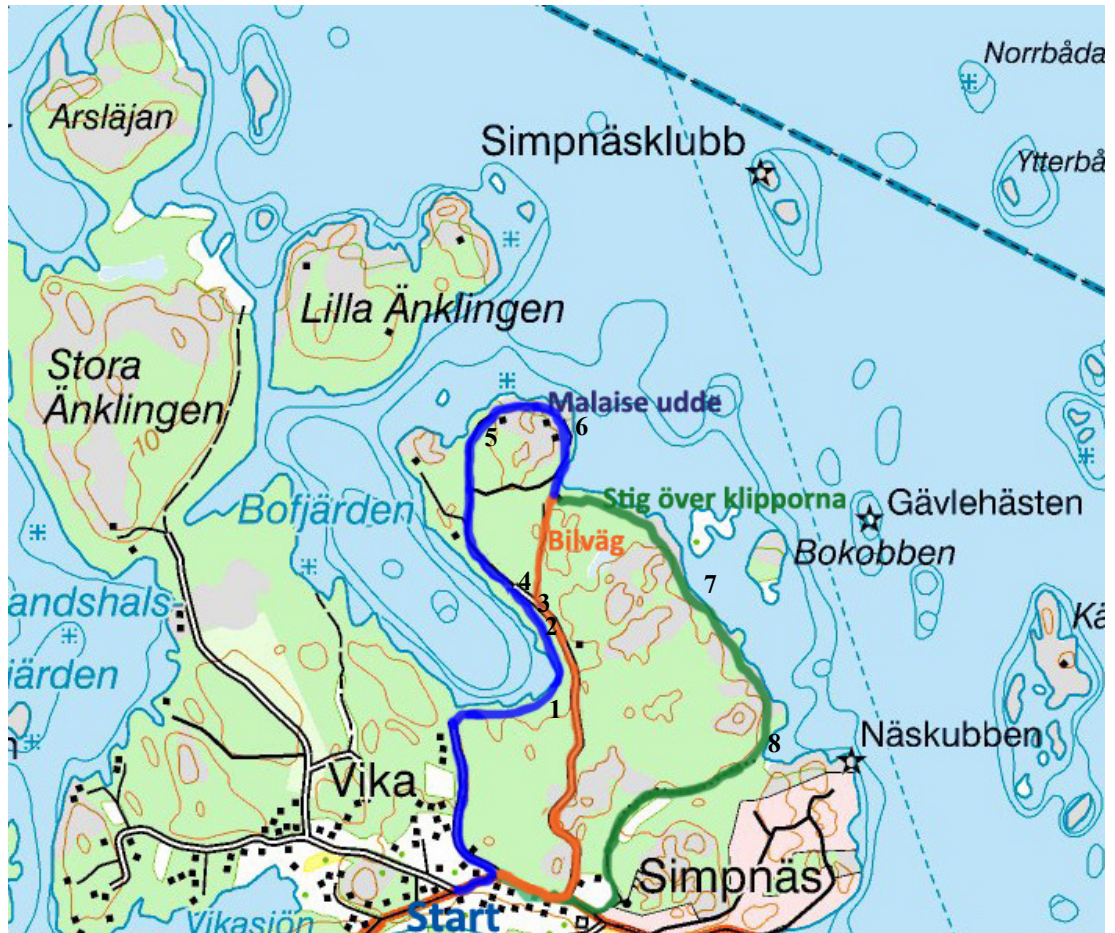 Norrbåda
Arsläjan
Simpnäsklubb
Ytterbå
Lilla Änklingen
Stora
Änklingen
10
Malaise udde
5
6
Bofjärden
Stig över klipporna
Gävlehästen
Bilväg
Bokobben
4
7
andshals-
3
Kä
2
järden
1
8
Näskubben
Vika
Simpnäs
Vikasjön
Start